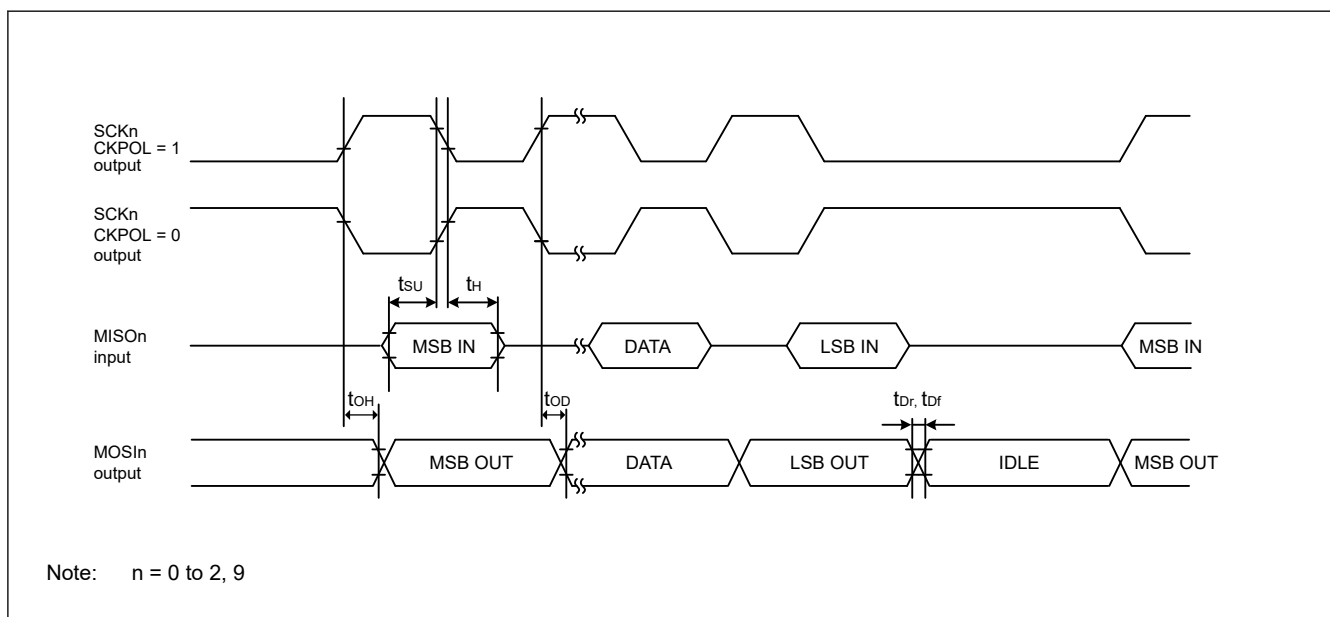 SCKn
CKPOL = 1
output
SCKn
CKPOL = 0
output
tSU
tH
MISOn
input
MSB IN
DATA
LSB IN
MSB IN
tOH
tOD
tDr, tDf
MOSIn
output
MSB OUT
DATA
LSB OUT
IDLE
MSB OUT
Note: n = 0 to 2, 9